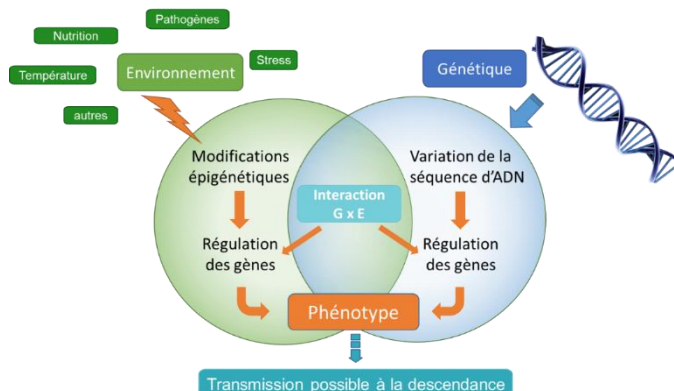 Pathogènes
Nutrition
Stress
Environnement
Génétique
Température
autres
Modifications
épigénétiques
Variation de la
séquence d'ADN
Interaction
G x E
Régulation
des gènes
Régulation
des gènes
Phénotype
Transmission possible à la descendance